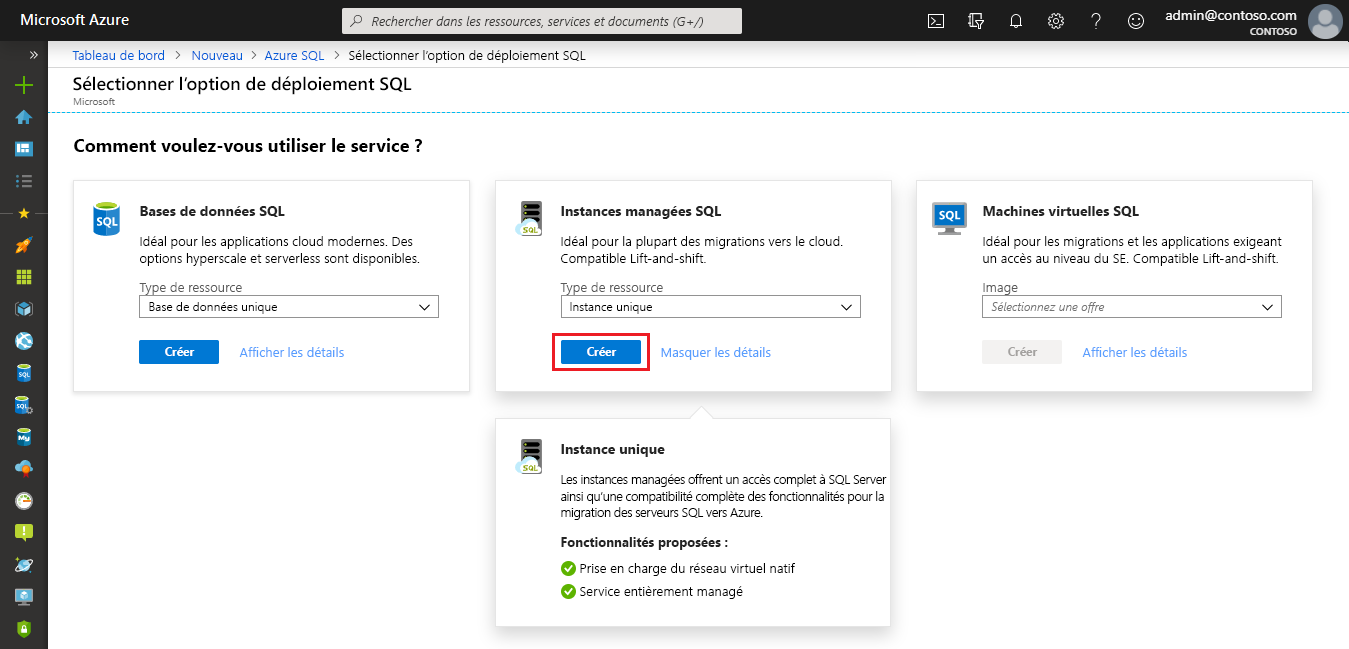 Microsoft Azure
Rechercher dans les ressources, services et documents (G+/)
admin@contoso.com
CONTOSO
Tableau de bord > Nouveau > Azure SQL > Sélectionner l’option de déploiement SQL
Sélectionner l’option de déploiement SQL
Microsoft
Comment voulez-vous utiliser le service ?
SQL
Bases de données SQL
Idéal pour les applications cloud modernes. Des
options hyperscale et serverless sont disponibles.
Type de ressource
Base de données unique
Créer
Afficher les détails
SQL
Instances managées SQL
Idéal pour la plupart des migrations vers le cloud.
Compatible Lift-and-shift.
Type de ressource
Instance unique
Créer
Masquer les détails
SQL
Machines virtuelles SQL
Idéal pour les migrations et les applications exigeant
un accès au niveau du SE. Compatible Lift-and-shift.
Image
Sélectionnez une offre
Créer
Afficher les détails
SQL
Instance unique
Les instances managées offrent un accès complet à SQL Server
ainsi qu’une compatibilité complète des fonctionnalités pour la
migration des serveurs SQL vers Azure.
Fonctionnalités proposées :
Prise en charge du réseau virtuel natif
Service entièrement managé
SQL
SQL
My